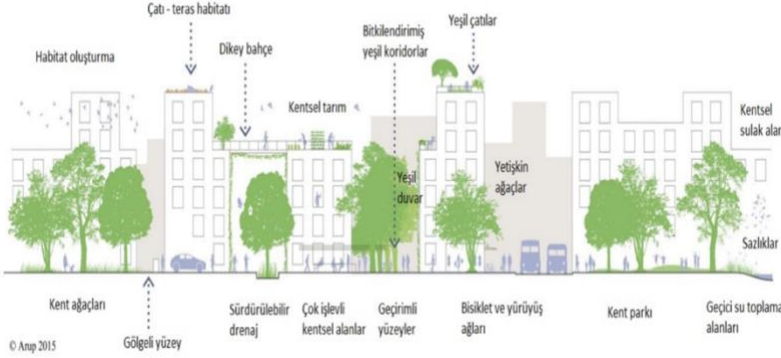 Çatı - teras habitatı
Habitat oluşturma
Dikey bahçe
Kentsel tarım
Bitkilendirimiş
yeşil koridorlar
Yeşil çatılar
Kentsel
sulak alan
Yeşil
duvar
Yetişkin
ağaçlar
Sazlıklar
Kent ağaçları
Gölgeli yüzey
Sürdürülebilir
drenaj
Çok işlevli
kentsel alanlar
Geçirimli
yüzeyler
Bisiklet ve yürüyüş
ağları
Kent parkı
Geçici su toplama
alanları
© Arup 2015